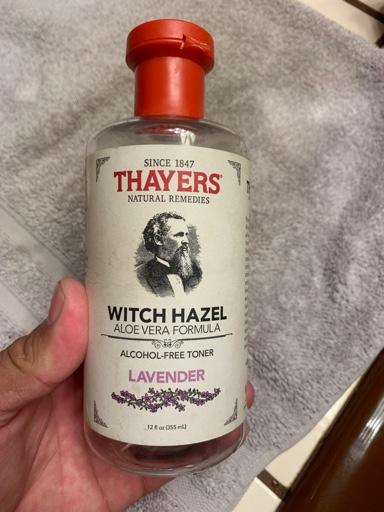 SINCE 1847
THAYERS®
NATURAL REMEDIES
WITCH HAZEL
ALOE VERA FORMULA
ALCOHOL-FREE TONER
LAVENDER
12 fl oz (355 mL)